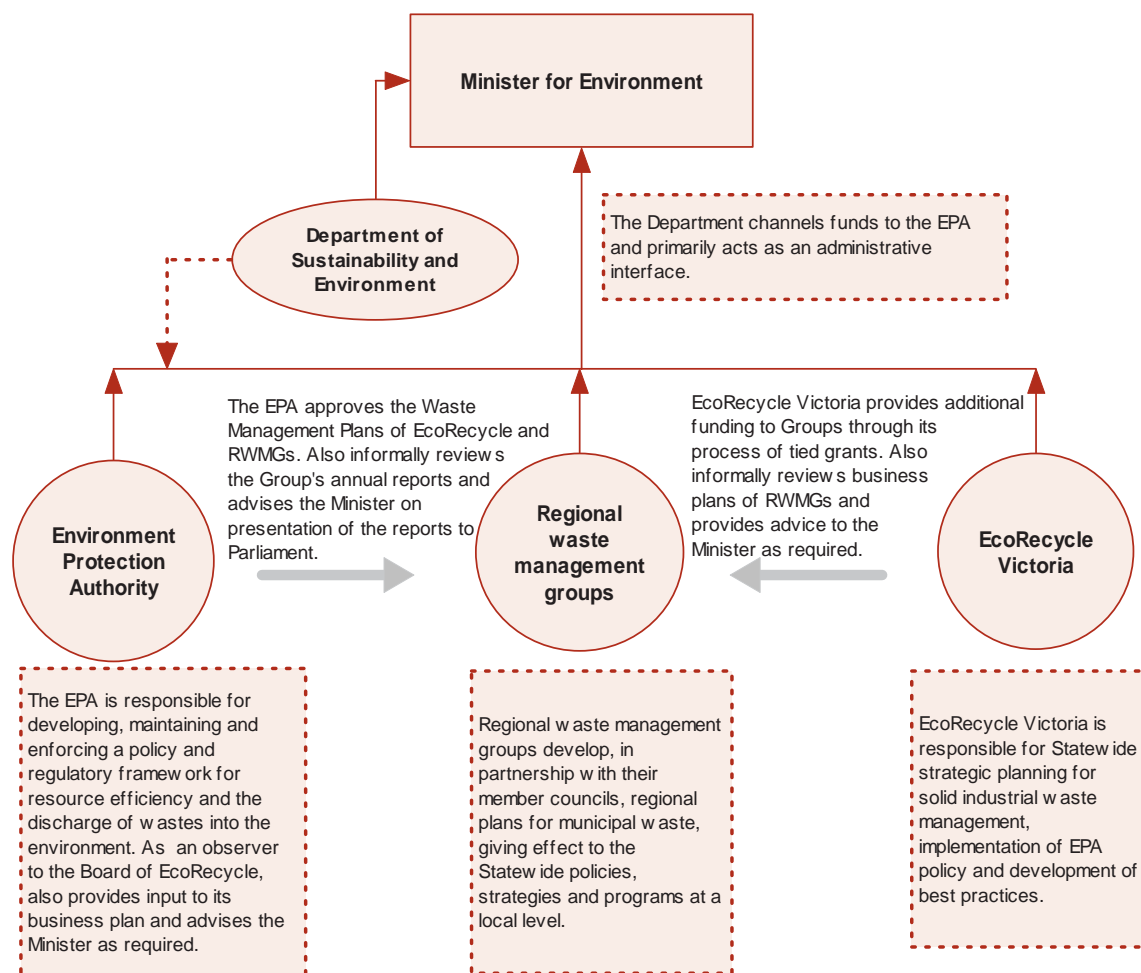 Minister for Environment
The Department channels funds to the EPA
and primarily acts as an administrative
interface.
Department of
Sustainability and
Environment
The EPA approves the Waste
Management Plans of EcoRecycle and
RWMGs. Also informally reviews
the Group's annual reports and
advises the Minister on
presentation of the reports to
Parliament.
EcoRecycle Victoria provides additional
funding to Groups through its
process of tied grants. Also
informally reviews business
plans of RWMGs and
provides advice to the
Minister as required.
Environment
Protection
Authority
Regional
waste
management
groups
EcoRecycle
Victoria
The EPA is responsible for
developing, maintaining and
enforcing a policy and
regulatory framework for
resource efficiency and the
discharge of wastes into the
environment. As an observer
to the Board of EcoRecycle,
also provides input to its
business plan and advises the
Minister as required.
Regional waste management
groups develop, in
partnership with their
member councils, regional
plans for municipal waste,
giving effect to the
Statewide policies,
strategies and programs at a
local level.
EcoRecycle Victoria is
responsible for Statewide
strategic planning for
solid industrial waste
management,
implementation of EPA
policy and development of
best practices.